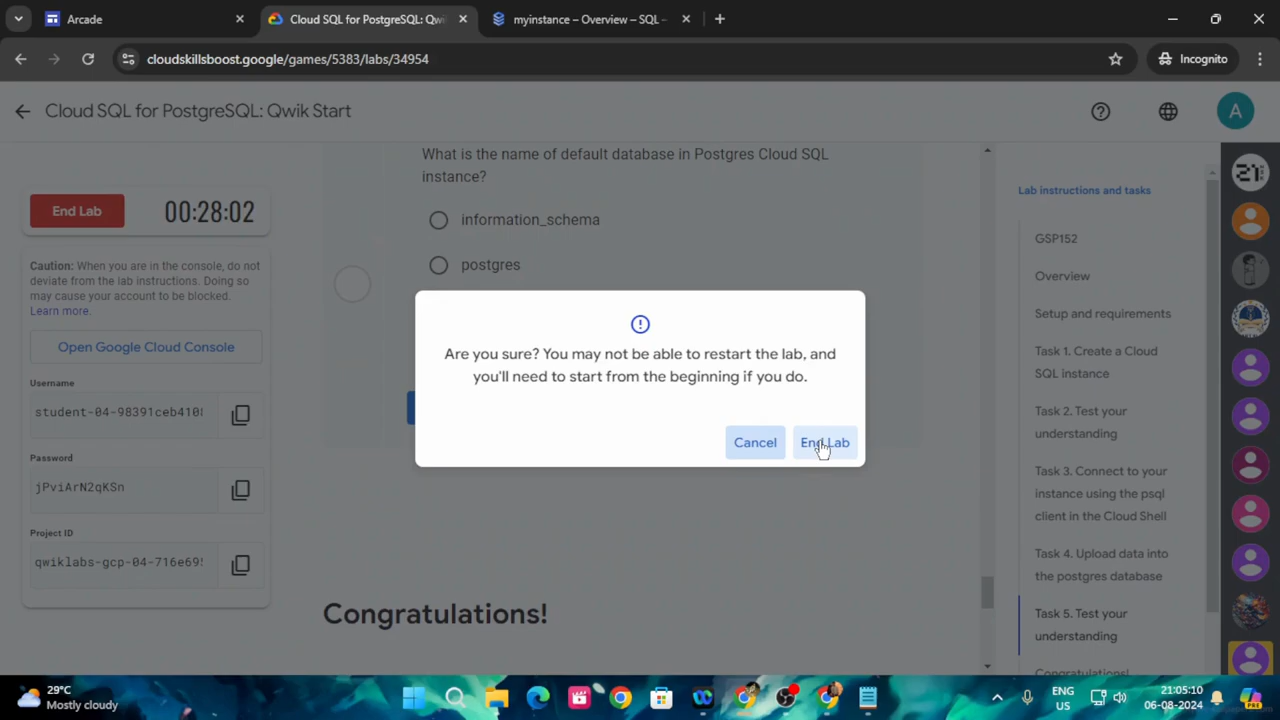 Arcade
Cloud SQL for PostgreSQL: Qw
myinstance – Overview – SQL –
cloudskillsboost.google/games/5383/labs/34954
Incognito
Cloud SQL for PostgreSQL: Qwik Start
A
End Lab
00:28:02
Caution: When you are in the console, do not
deviate from the lab instructions. Doing so
may cause your account to be blocked.
Learn more.
Open Google Cloud Console
Username
student-04-98391ceb410
Password
jPviArN2qKSn
Project ID
qwiklabs-gcp-04-716e69
What is the name of default database in Postgres Cloud SQL
instance?
information_schema
postgres
Are you sure? You may not be able to restart the lab, and
you'll need to start from the beginning if you do.
Cancel
End Lab
Congratulations!
Lab instructions and tasks
GSP152
Overview
Setup and requirements
Task 1. Create a Cloud
SQL instance
Task 2. Test your
understanding
Task 3. Connect to your
instance using the psql
client in the Cloud Shell
Task 4. Upload data into
the postgres database
Task 5. Test your
understanding
Congratulations!
21
29°C
Mostly cloudy
ENG
US
21:05:10
06-08-2024
PRE